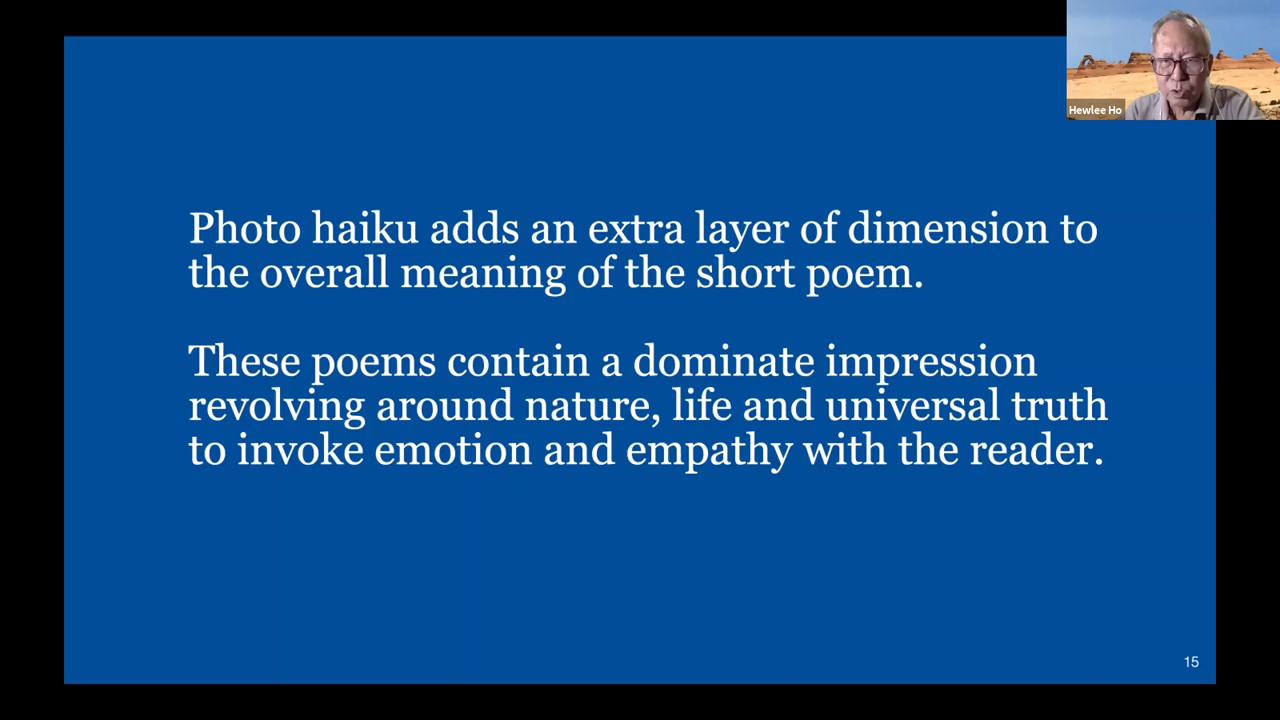 Hewlee Ho
Photo haiku adds an extra layer of dimension to
the overall meaning of the short poem.
These poems contain a dominate impression
revolving around nature, life and universal truth
to invoke emotion and empathy with the reader.
15